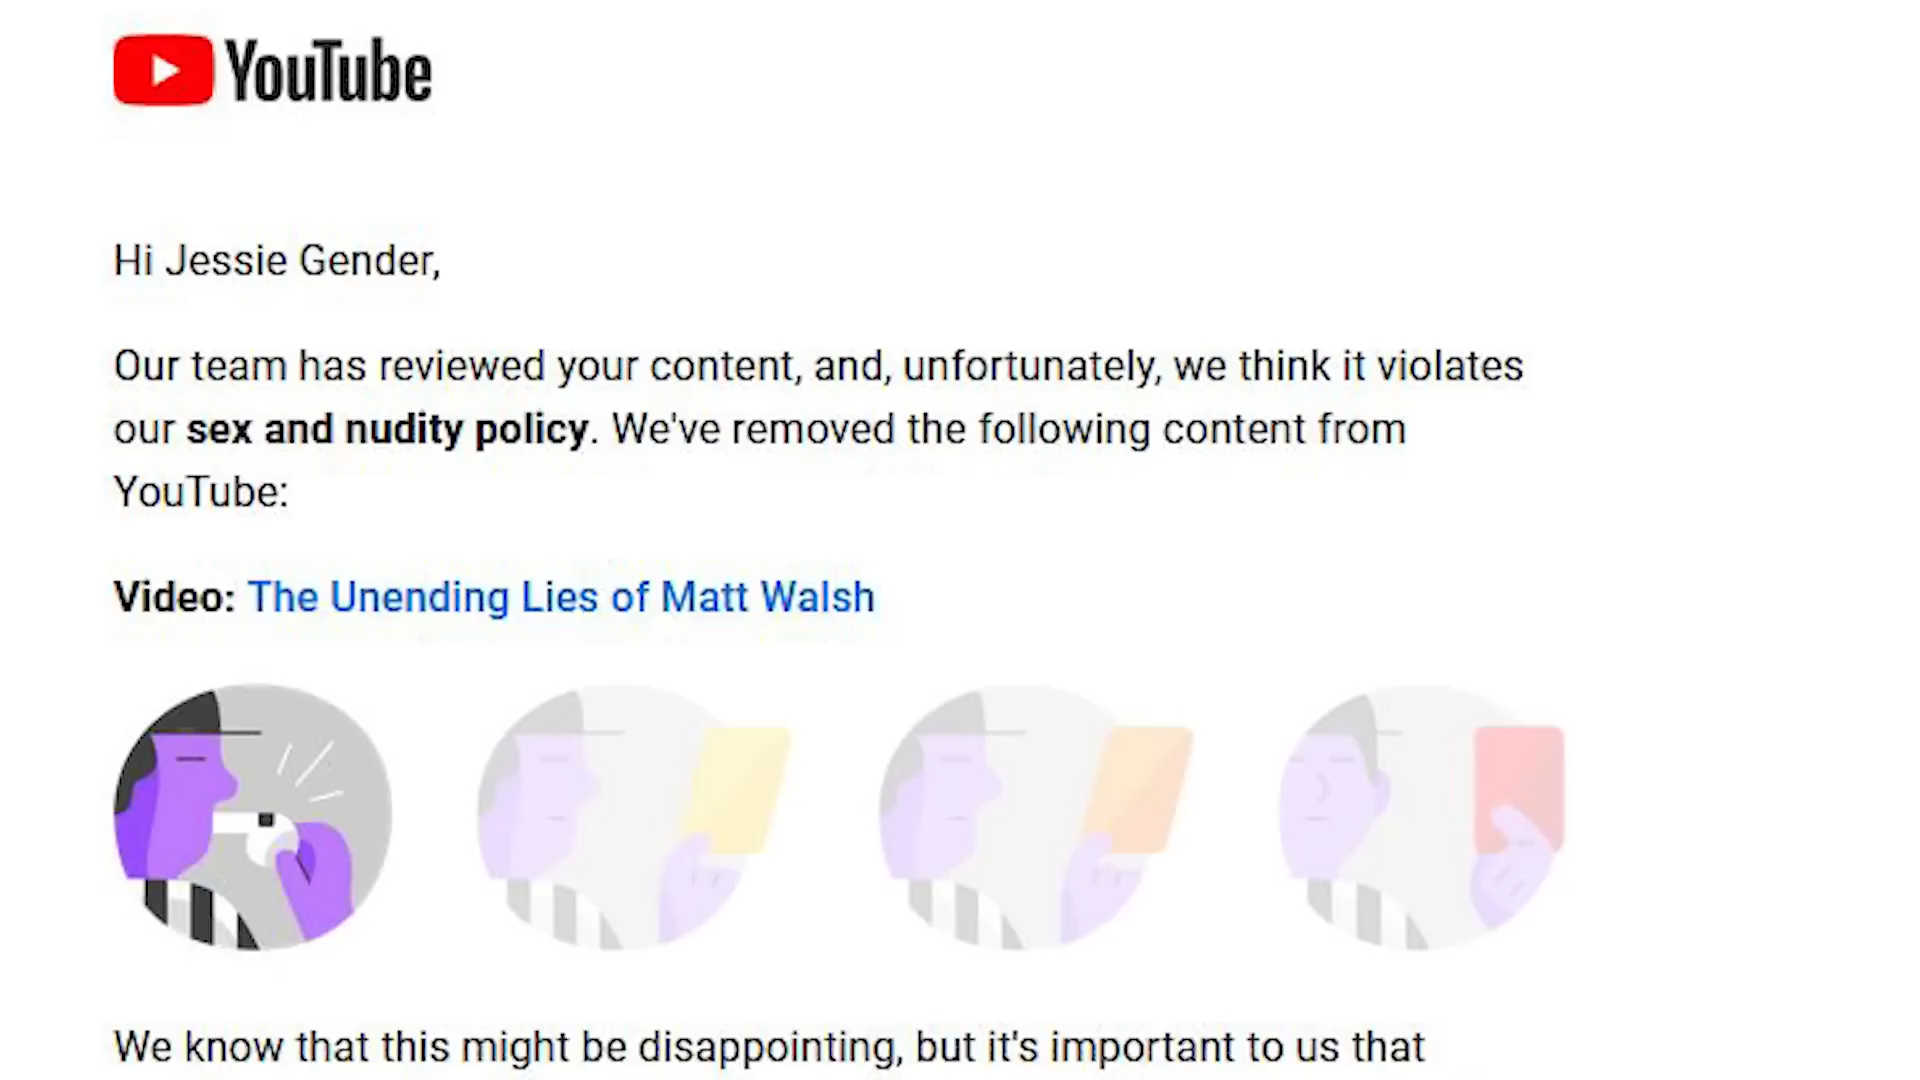 YouTube
Hi Jessie Gender,
Our team has reviewed your content, and, unfortunately, we think it violates
our sex and nudity policy. We've removed the following content from
YouTube:
Video: The Unending Lies of Matt Walsh
We know that this might be disappointing, but it's important to us that